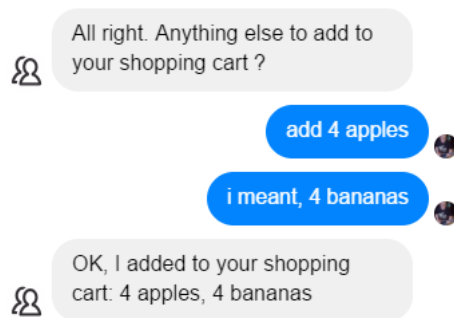 All right. Anything else to add to
your shopping cart ?
add 4 apples
i meant, 4 bananas
OK, I added to your shopping
cart: 4 apples, 4 bananas